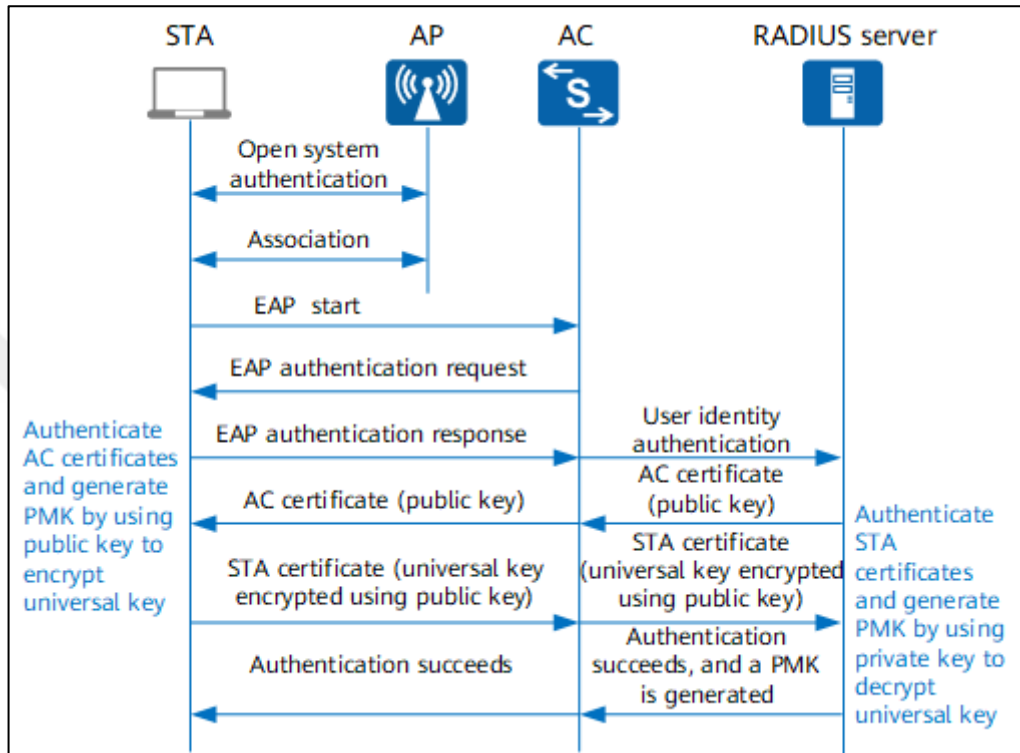 STA
AP
AC
RADIUS server
S
Open system
authentication
Association
EAP start
EAP authentication request
User identity
authentication
EAP authentication response
Authenticate
AC certificates
and generate
PMK by using
public key to
encrypt
universal key
AC certificate
(public key)
AC certificate (public key)
Authenticate
STA
certificates
and generate
PMK by using
private key to
decrypt
universal key
STA certificate (universal key
encrypted using public key)
STA certificate
(universal key encrypted
using public key)
Authentication succeeds
Authentication
succeeds, and a PMK
is generated